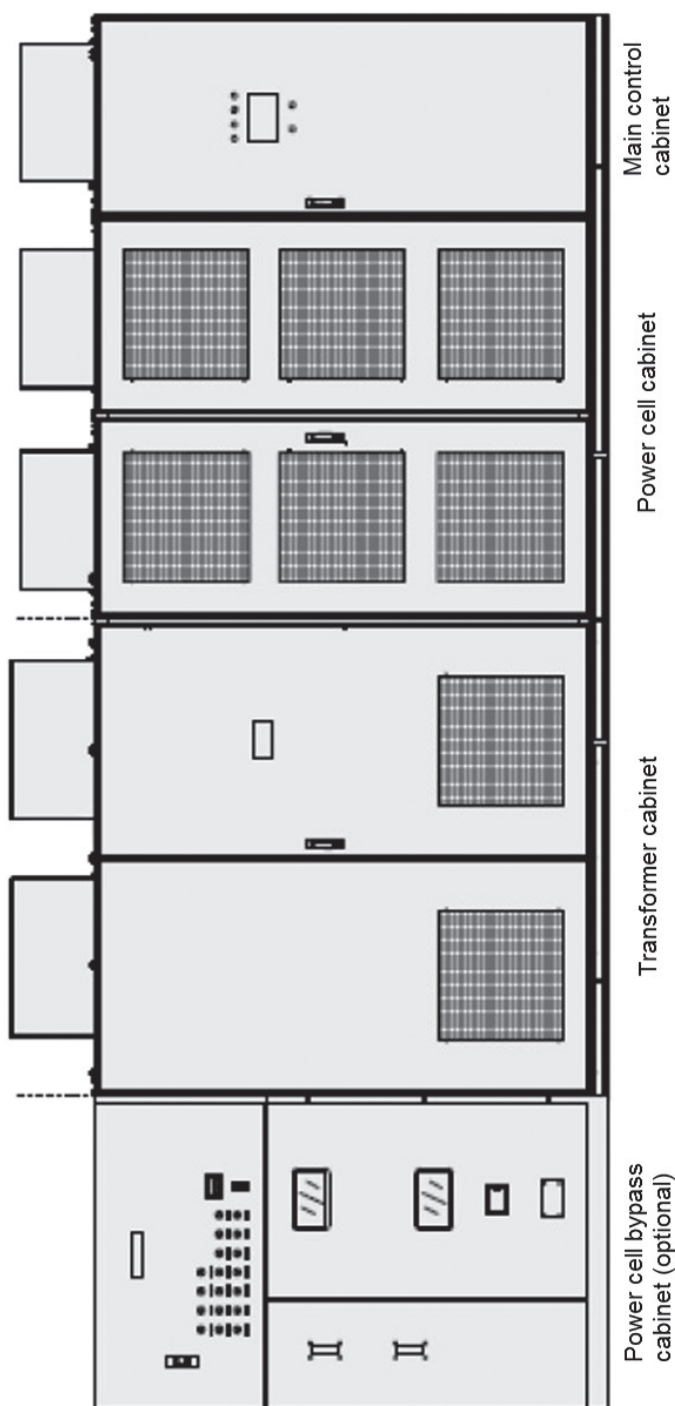 Power cell bypass
cabinet (optional)
Transformer cabinet
Power cell cabinet
Main control
cabinet